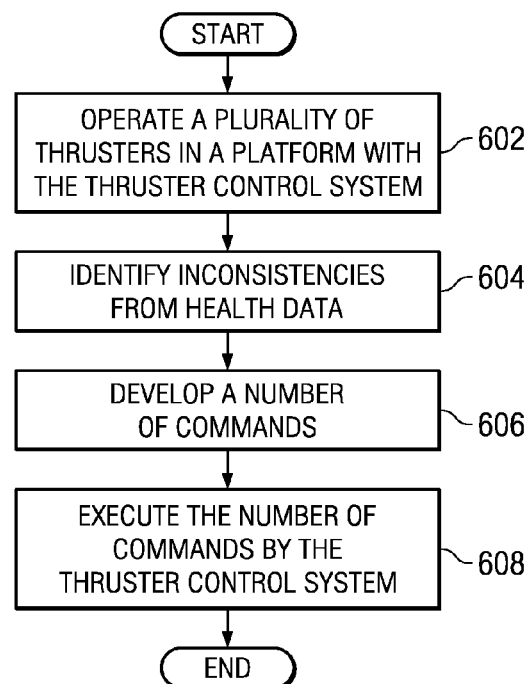 START
OPERATE A PLURALITY OF
THRUSTERS IN A PLATFORM WITH
THE THRUSTER CONTROL SYSTEM
602
IDENTIFY INCONSISTENCIES
FROM HEALTH DATA
604
DEVELOP A NUMBER
OF COMMANDS
606
EXECUTE THE NUMBER OF
COMMANDS BY THE
THRUSTER CONTROL SYSTEM
608
END